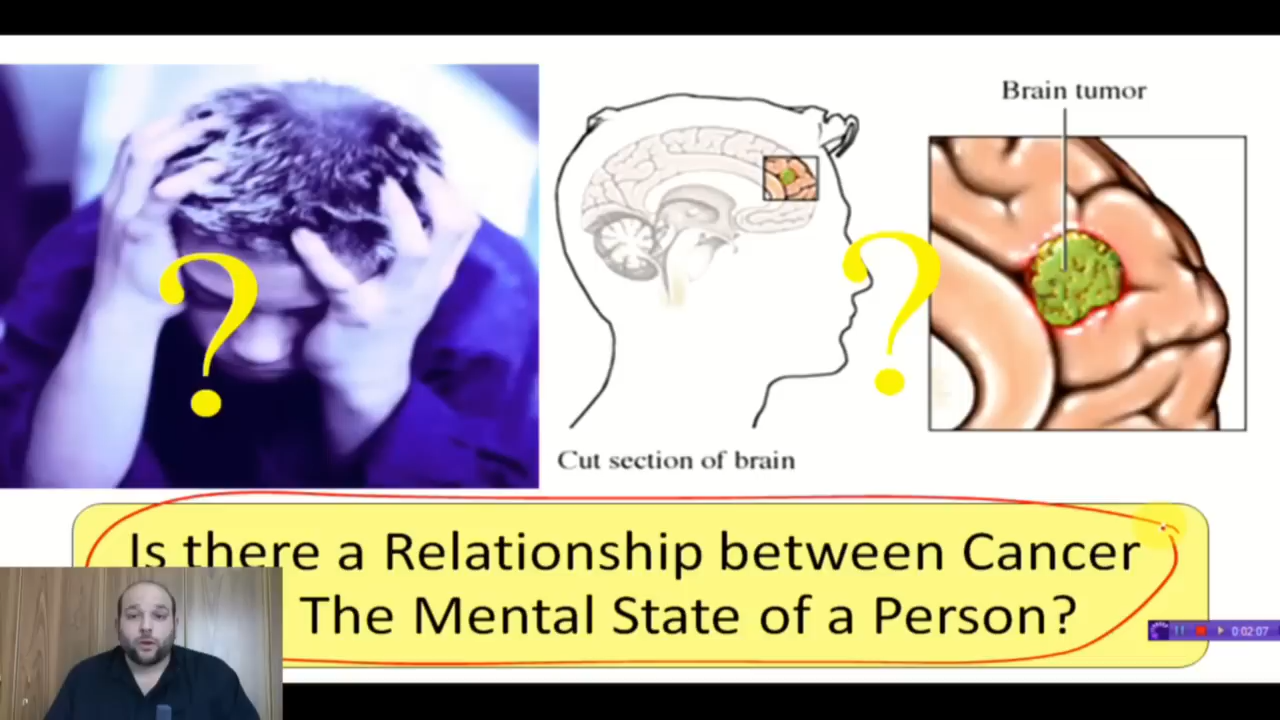 Brain tumor
?
?
Cut section of brain
Is there a Relationship between Cancer
The Mental State of a Person?
0:02:07